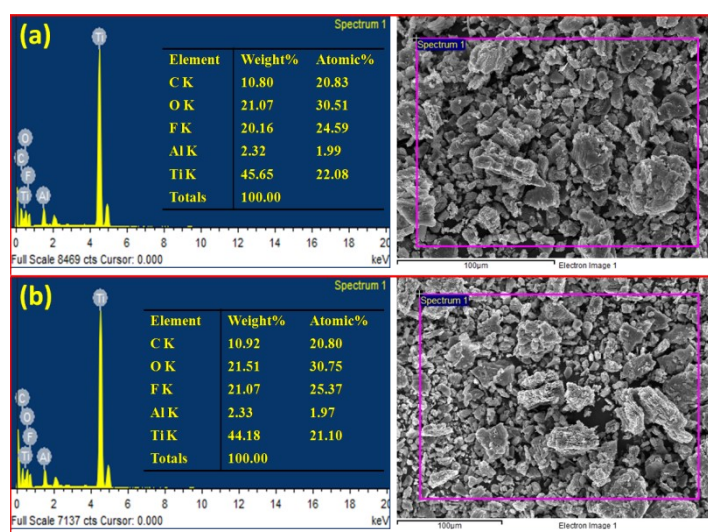 (a)
Spectrum 1
Ti
Element Weight% Atomic%
C K 10.80 20.83
O K 21.07 30.51
F K 20.16 24.59
Al K 2.32 1.99
Ti K 45.65 22.08
Totals 100.00
O
C
F
Ti Al
0 2 4 6 8 10 12 14 16 18 20
Full Scale 8469 cts Cursor: 0.000 keV
Spectrum 1
100µm Electron Image 1
(b)
Spectrum 1
Ti
Element Weight% Atomic%
C K 10.92 20.80
O K 21.51 30.75
F K 21.07 25.37
Al K 2.33 1.97
Ti K 44.18 21.10
Totals 100.00
C
O
F
Ti Al
0 2 4 6 8 10 12 14 16 18 20
Full Scale 7137 cts Cursor: 0.000 keV
Spectrum 1
100µm Electron Image 1